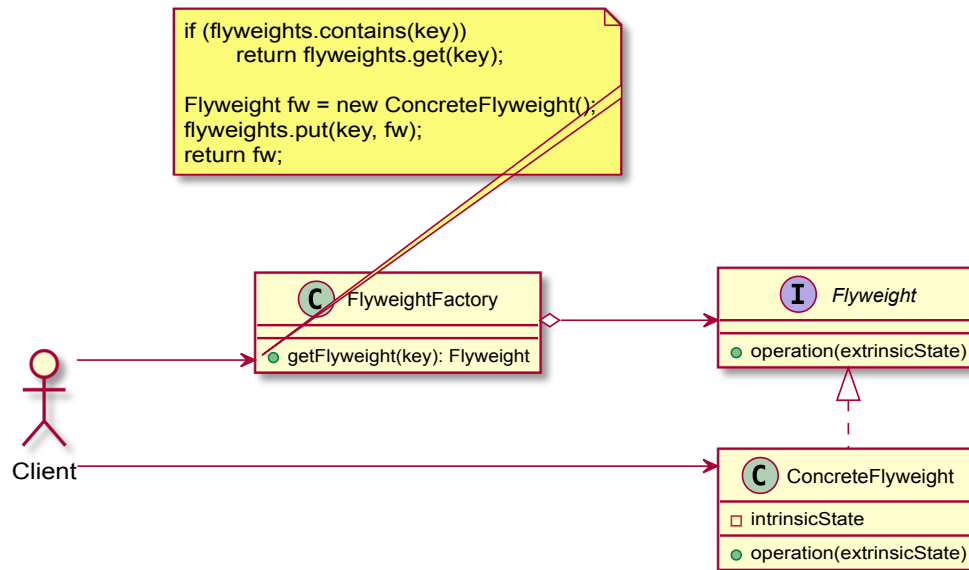 if (flyweights.contains(key))
return flyweights.get(key);
Flyweight fw = new ConcreteFlyweight();
flyweights.put(key, fw);
return fw;
C FlyweightFactory
getFlyweight(key): Flyweight
I Flyweight
operation(extrinsicState)
Client
C ConcreteFlyweight
intrinsicState
operation(extrinsicState)